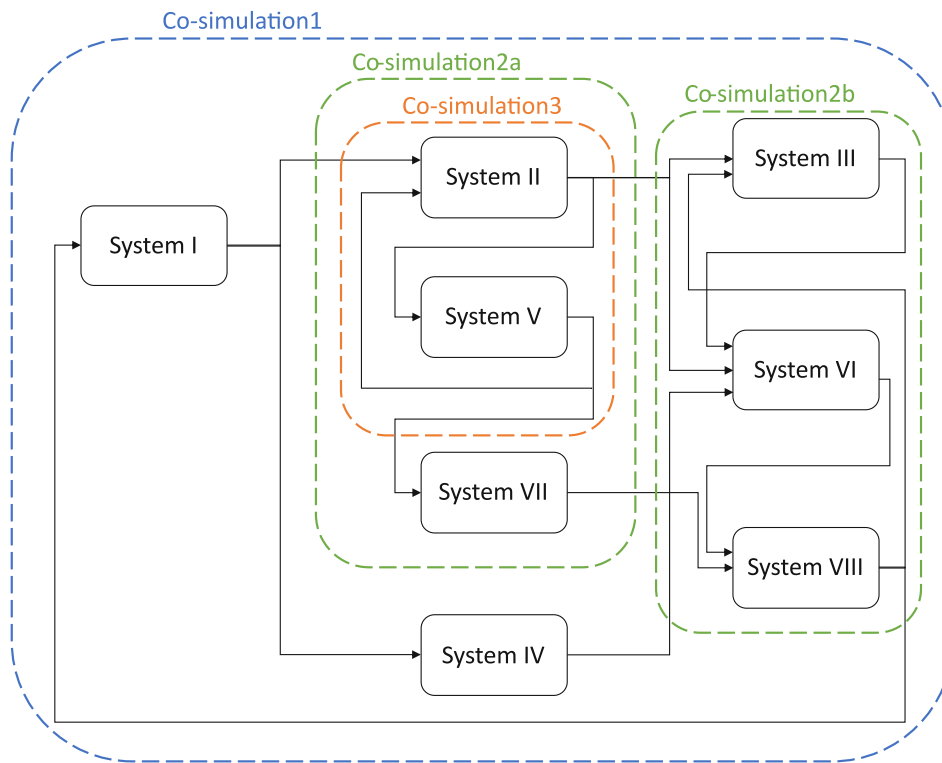 Co-simulation1
Co-simulation2a
Co-simulation3
Co-simulation2b
System II
System III
System I
System V
System VI
System VII
System VIII
System IV